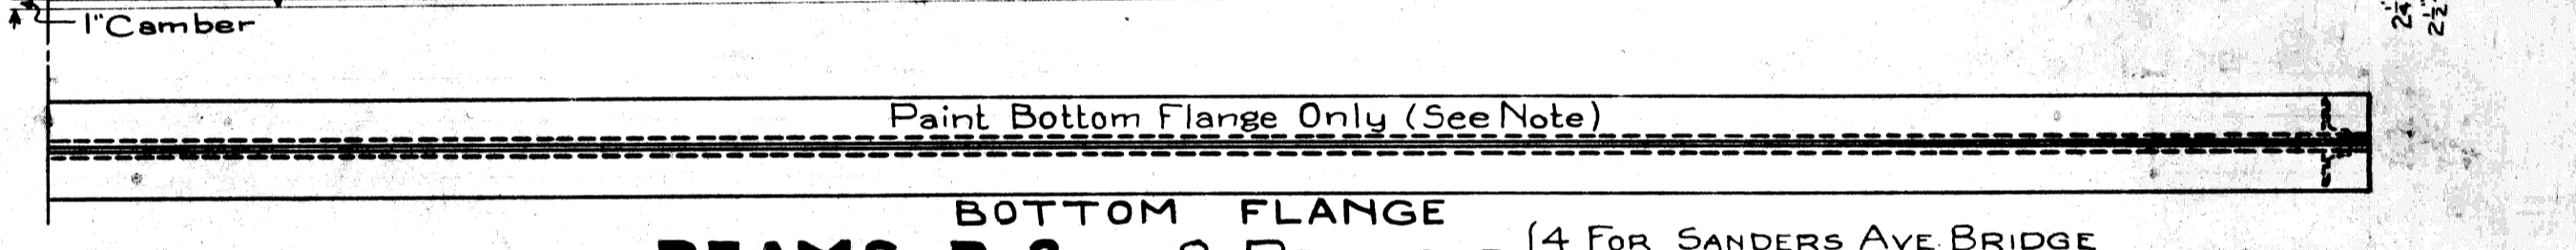 1" Camber
Paint Bottom Flange Only (See Note)
BOTTOM FLANGE
4 FOR SANDERS AVE. BRIDGE